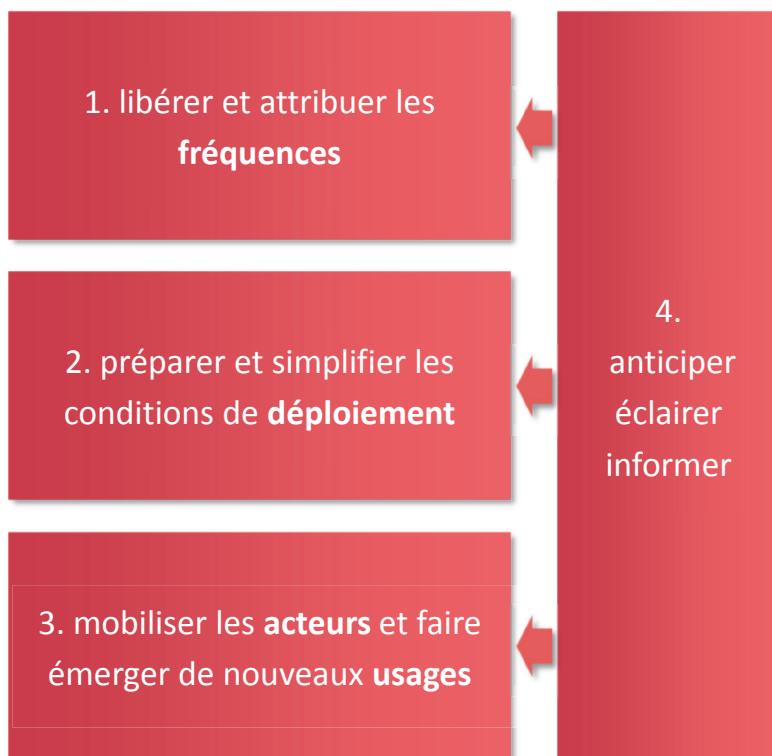 1. libérer et attribuer les
fréquences
2. préparer et simplifier les
conditions de déploiement
3. mobiliser les acteurs et faire
émerger de nouveaux usages
4.
anticiper
éclairer
informer